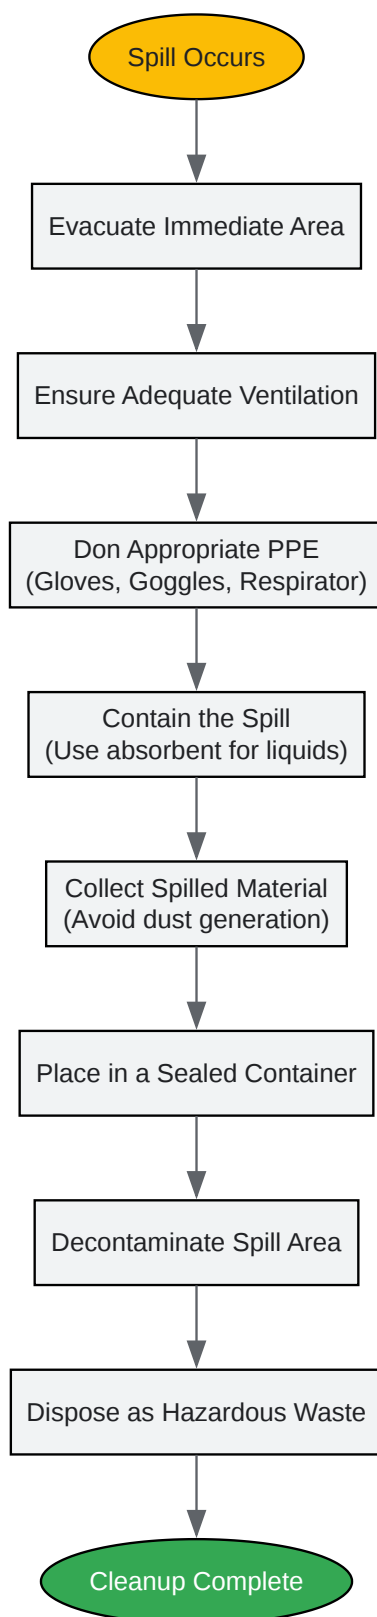 Spill Occurs
Evacuate Immediate Area
Ensure Adequate Ventilation
Don Appropriate PPE
(Gloves, Goggles, Respirator)
Contain the Spill
(Use absorbent for liquids)
Collect Spilled Material
(Avoid dust generation)
Place in a Sealed Container
Decontaminate Spill Area
Dispose as Hazardous Waste
Cleanup Complete